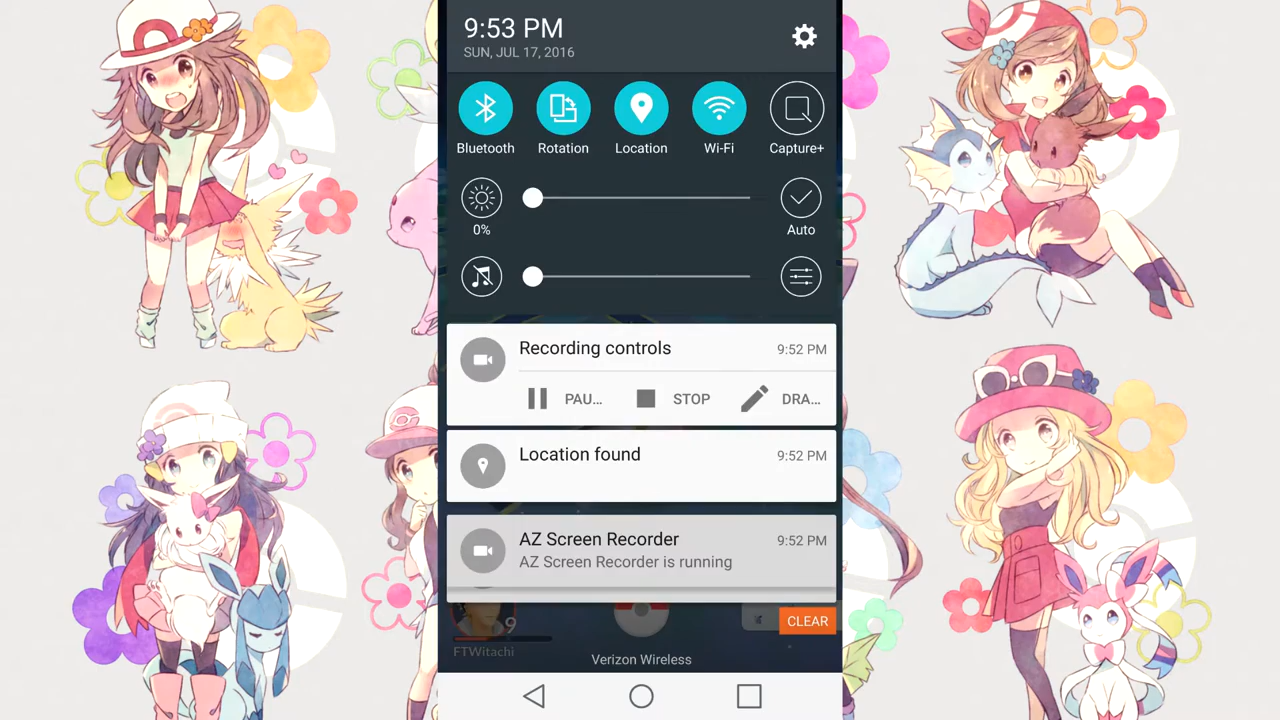 9:53 PM
SUN, JUL 17, 2016
Bluetooth
Rotation
Location
Wi-Fi
Capture+
0%
Auto
Recording controls
9:52 PM
PAU...
STOP
DRA...
Location found
9:52 PM
AZ Screen Recorder
9:52 PM
AZ Screen Recorder is running
9
CLEAR
FTWitachi
Verizon Wireless